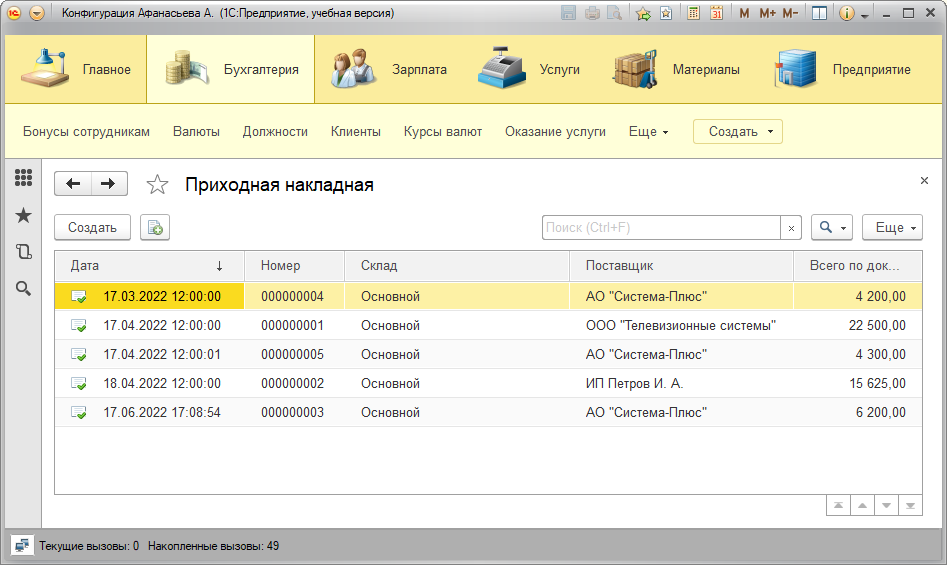 Конфигурация Афанасьева А. (1С:Предприятие, учебная версия)
M M+ M-
Главное Бухгалтерия Зарплата Услуги Материалы Предприятие
Бонусы сотрудникам Валюты Должности Клиенты Курсы валют Оказание услуги Еще Создать
Приходная накладная
Создать Поиск (Ctrl+F) Еще
Дата Номер Склад Поставщик Всего по док...
17.03.2022 12:00:00 000000004 Основной АО "Система-Плюс" 4 200,00
17.04.2022 12:00:00 000000001 Основной ООО "Телевизионные системы" 22 500,00
17.04.2022 12:00:01 000000005 Основной АО "Система-Плюс" 4 300,00
18.04.2022 12:00:00 000000002 Основной ИП Петров И. А. 15 625,00
17.06.2022 17:08:54 000000003 Основной АО "Система-Плюс" 6 200,00
Текущие вызовы: 0 Накопленные вызовы: 49